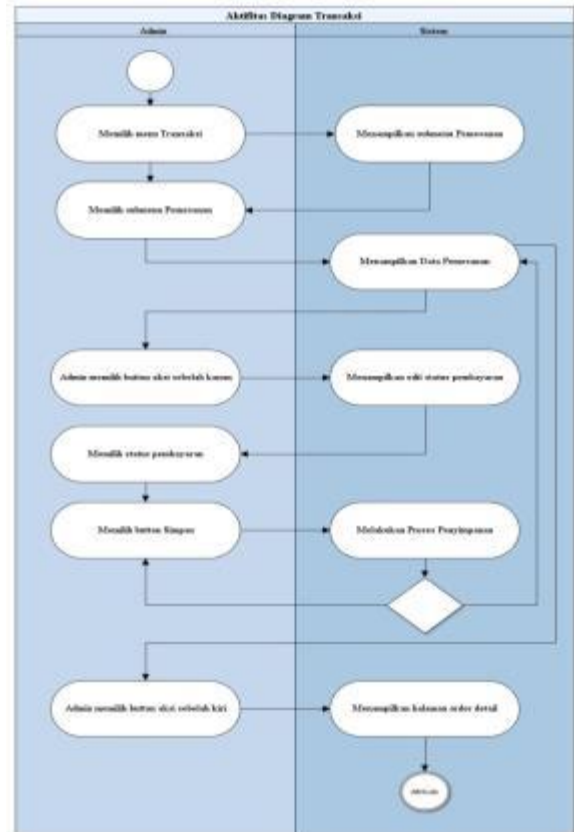 Aktifitas Diagram Transaksi
Admin
Sistem
Memilih menu Transaksi
Menampilkan submenu Pemesanan
Memilih submenu Pemesanan
Menampilkan Data Pemesanan
Admin memilih button aksi sebelah kanan
Menampilkan edit status pembayaran
Memilih status pembayaran
Memilih button Simpan
Melakukan Proses Penyimpanan
Admin memilih button aksi sebelah kiri
Menampilkan halaman order detail